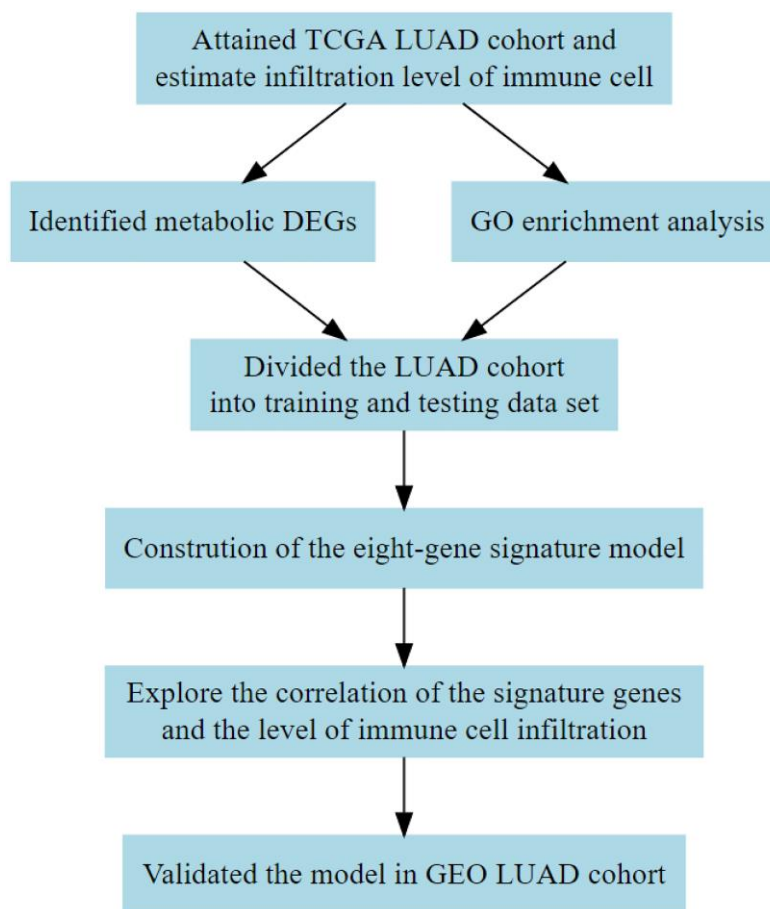 Attained TCGA LUAD cohort and
estimate infiltration level of immune cell
Identified metabolic DEGs
GO enrichment analysis
Divided the LUAD cohort
into training and testing data set
Constrution of the eight-gene signature model
Explore the correlation of the signature genes
and the level of immune cell infiltration
Validated the model in GEO LUAD cohort